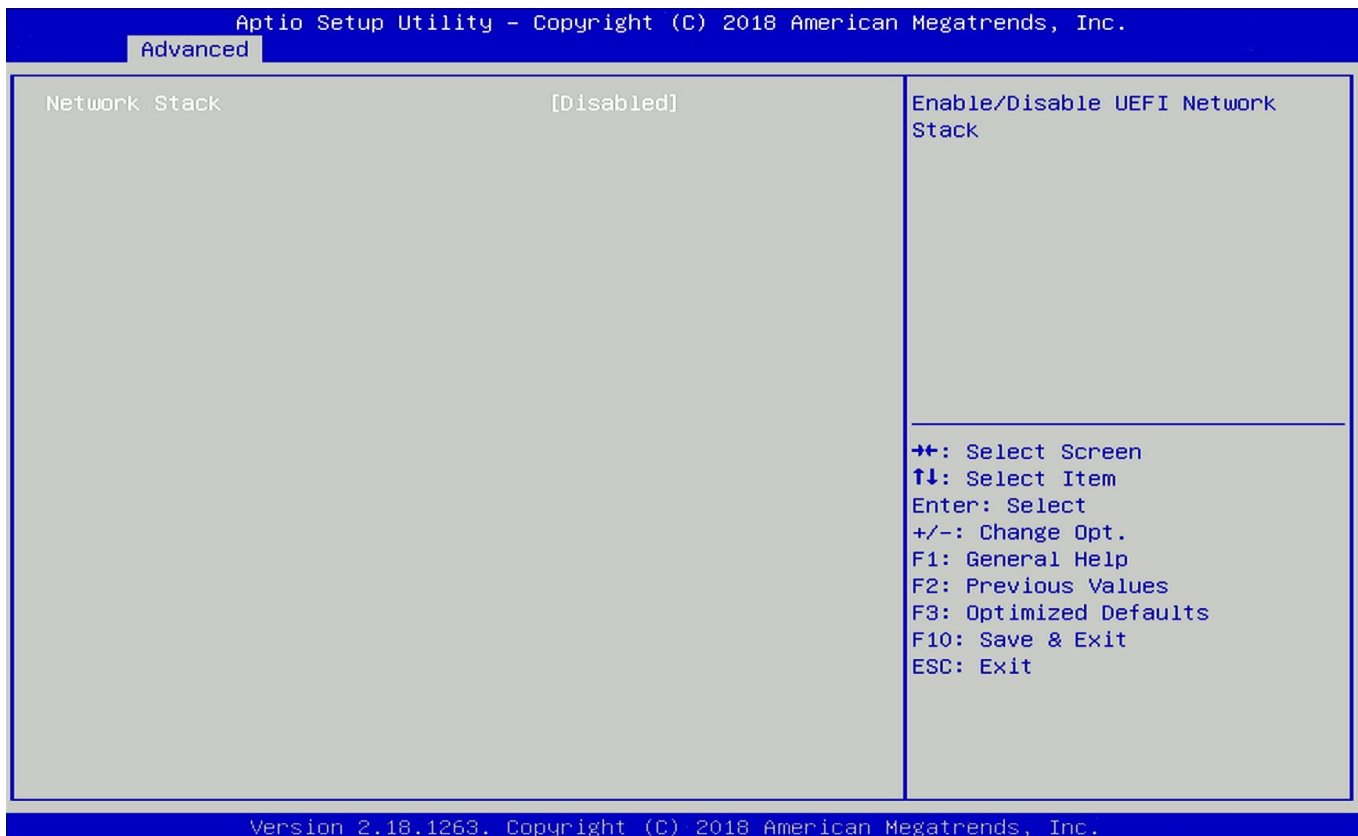 Aptio Setup Utility – Copyright (C) 2018 American Megatrends, Inc.
Advanced
Network Stack [Disabled]
Enable/Disable UEFI Network
Stack
→←: Select Screen
↑↓: Select Item
Enter: Select
+/-: Change Opt.
F1: General Help
F2: Previous Values
F3: Optimized Defaults
F10: Save & Exit
ESC: Exit
Version 2.18.1263. Copyright (C) 2018 American Megatrends, Inc.